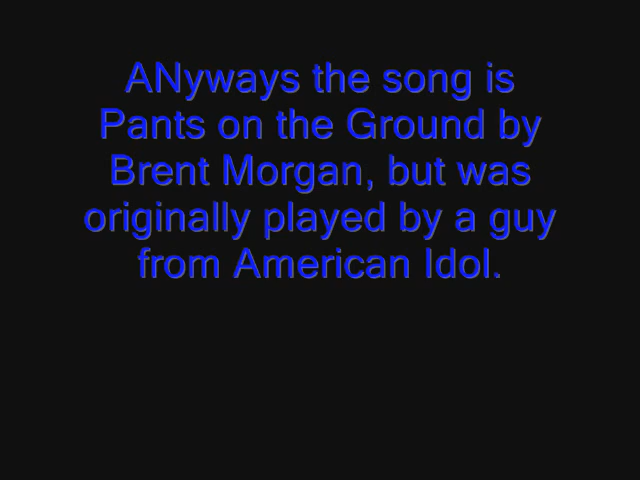 ANyways the song is
Pants on the Ground by
Brent Morgan, but was
originally played by a guy
from American Idol.